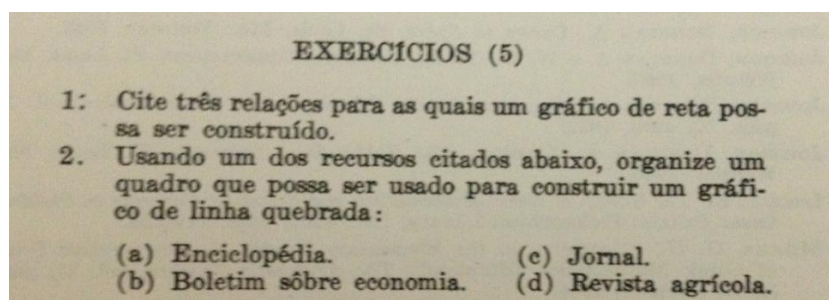 EXERCÍCIOS (5)
1: Cite três relações para as quais um gráfico de reta pos-
sa ser construído.
2. Usando um dos recursos citados abaixo, organize um
quadro que possa ser usado para construir um gráfi-
co de linha quebrada:
(a) Enciclopédia. (c) Jornal.
(b) Boletim sôbre economia. (d) Revista agrícola.